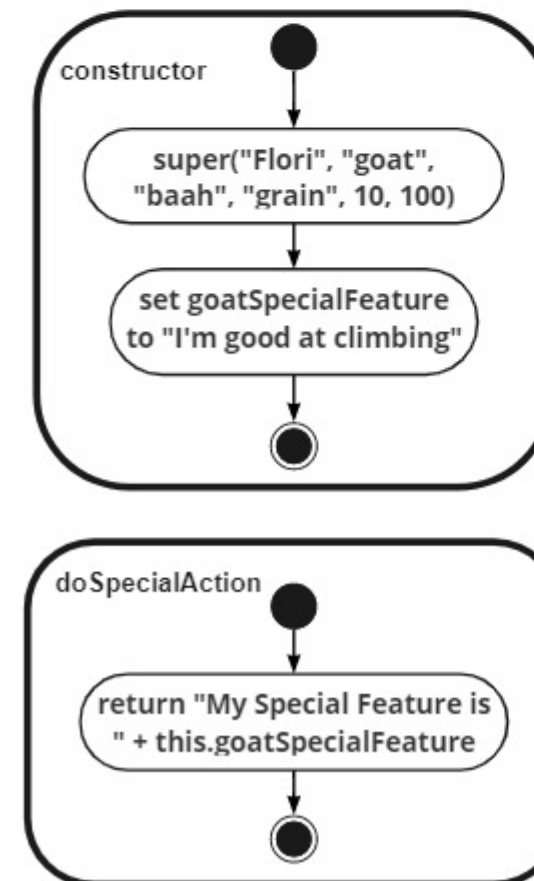 constructor
super("Flori", "goat",
"baah", "grain", 10, 100)
set goatSpecialFeature
to "I'm good at climbing"
doSpecialAction
return "My Special Feature is
" + this.goatSpecialFeature